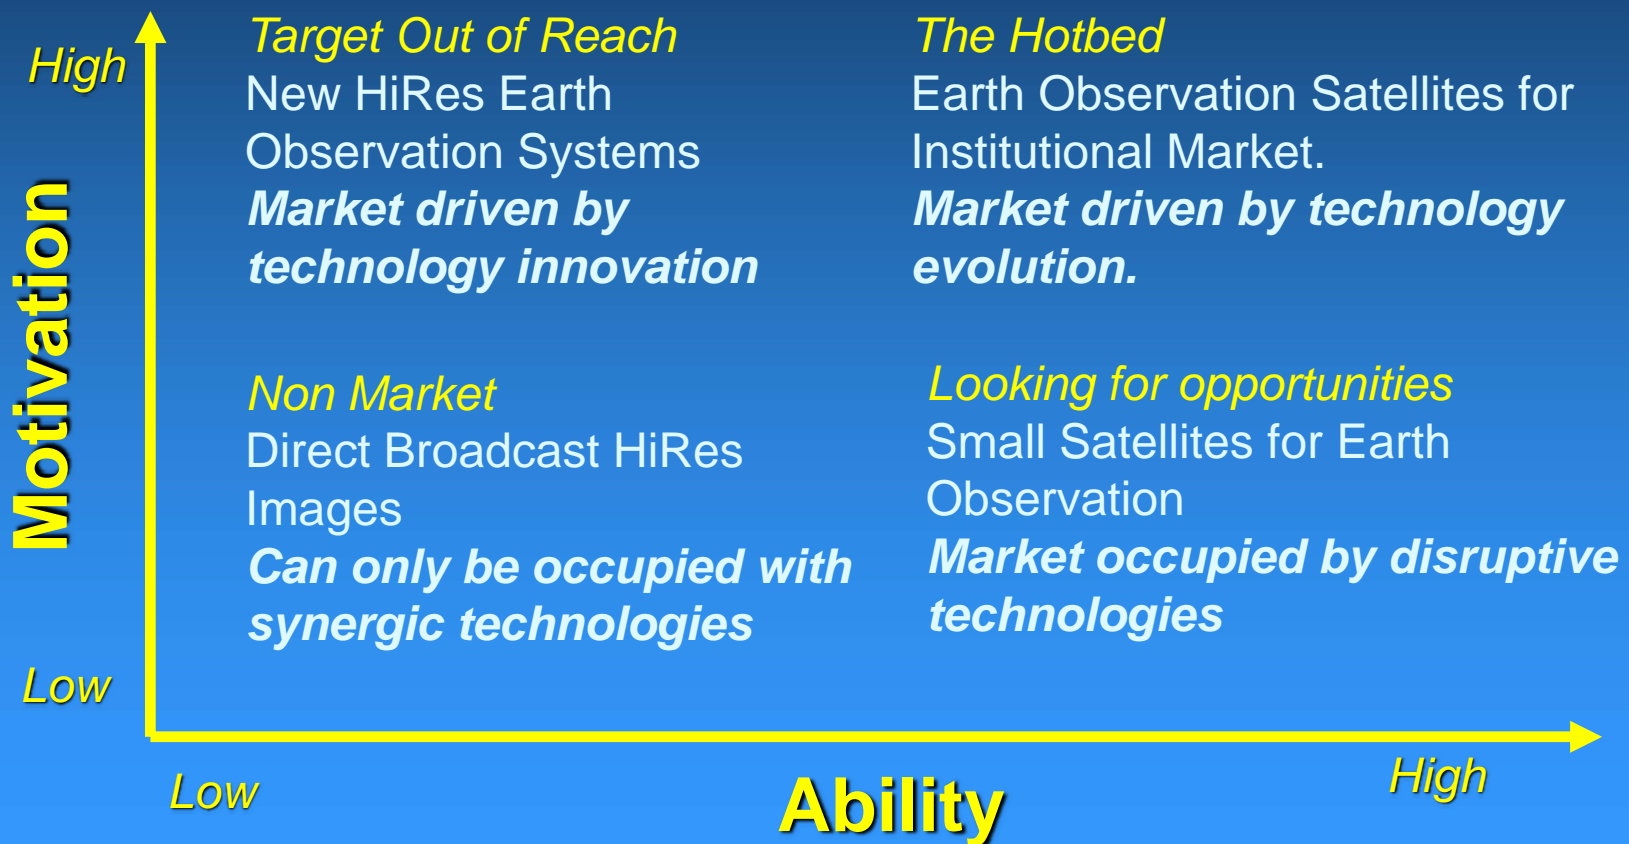 High
Motivation
Low
Target Out of Reach
New HiRes Earth
Observation Systems
Market driven by
technology innovation
The Hotbed
Earth Observation Satellites for
Institutional Market.
Market driven by technology
evolution.
Non Market
Direct Broadcast HiRes
Images
Can only be occupied with
synergic technologies
Looking for opportunities
Small Satellites for Earth
Observation
Market occupied by disruptive
technologies
Low
Ability
High